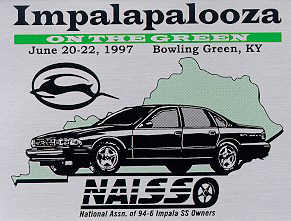 Impalapalooza
ON THE GREEN
June 20-22, 1997 Bowling Green, KY
NAISSO
National Assn. of 94-6 Impala SS Owners